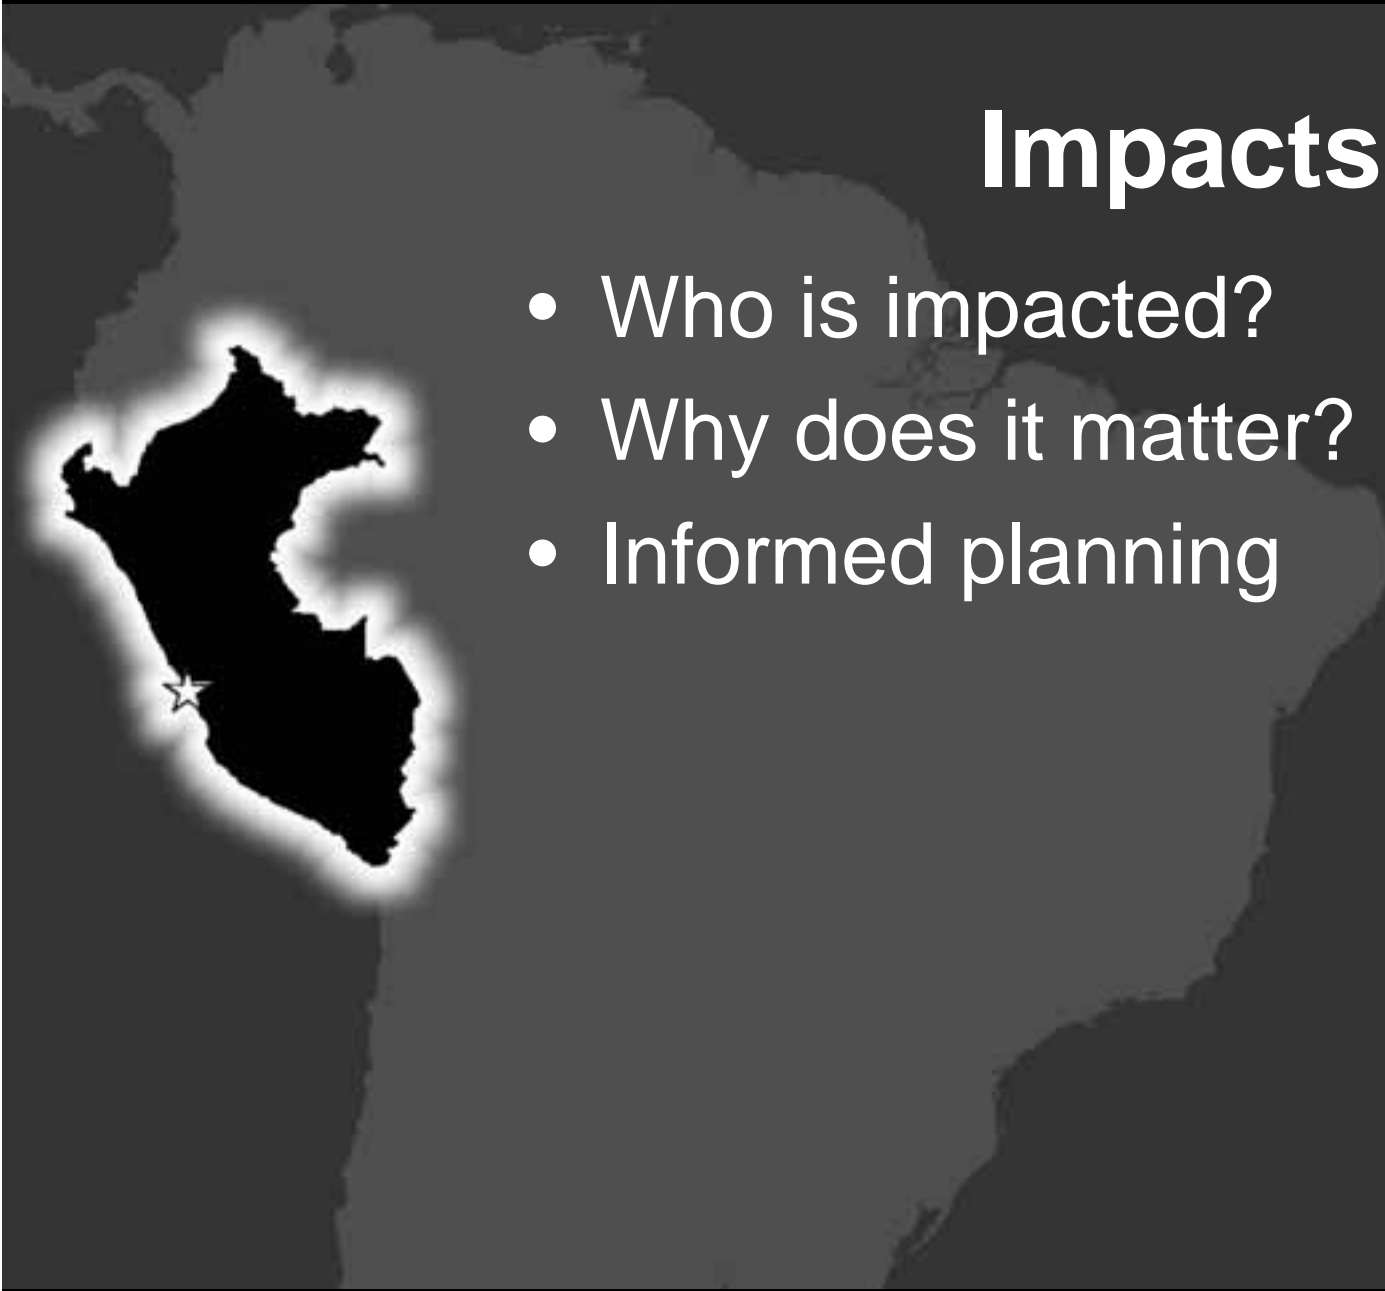 Impacts
• Who is impacted?
• Why does it matter?
• Informed planning